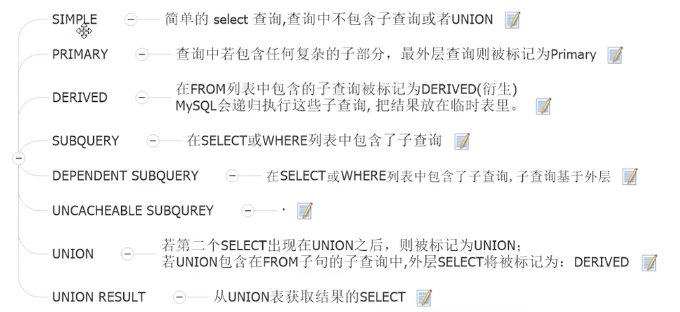 SIMPLE 简单的 select 查询,查询中不包含子查询或者UNION
PRIMARY 查询中若包含任何复杂的子部分，最外层查询则被标记为Primary
DERIVED 在FROM列表中包含的子查询被标记为DERIVED(衍生)
MySQL会递归执行这些子查询, 把结果放在临时表里。
SUBQUERY 在SELECT或WHERE列表中包含了子查询
DEPENDENT SUBQUERY 在SELECT或WHERE列表中包含了子查询,子查询基于外层
UNCACHEABLE SUBQUREY
UNION 若第二个SELECT出现在UNION之后，则被标记为UNION；
若UNION包含在FROM子句的子查询中,外层SELECT将被标记为：DERIVED
UNION RESULT 从UNION表获取结果的SELECT